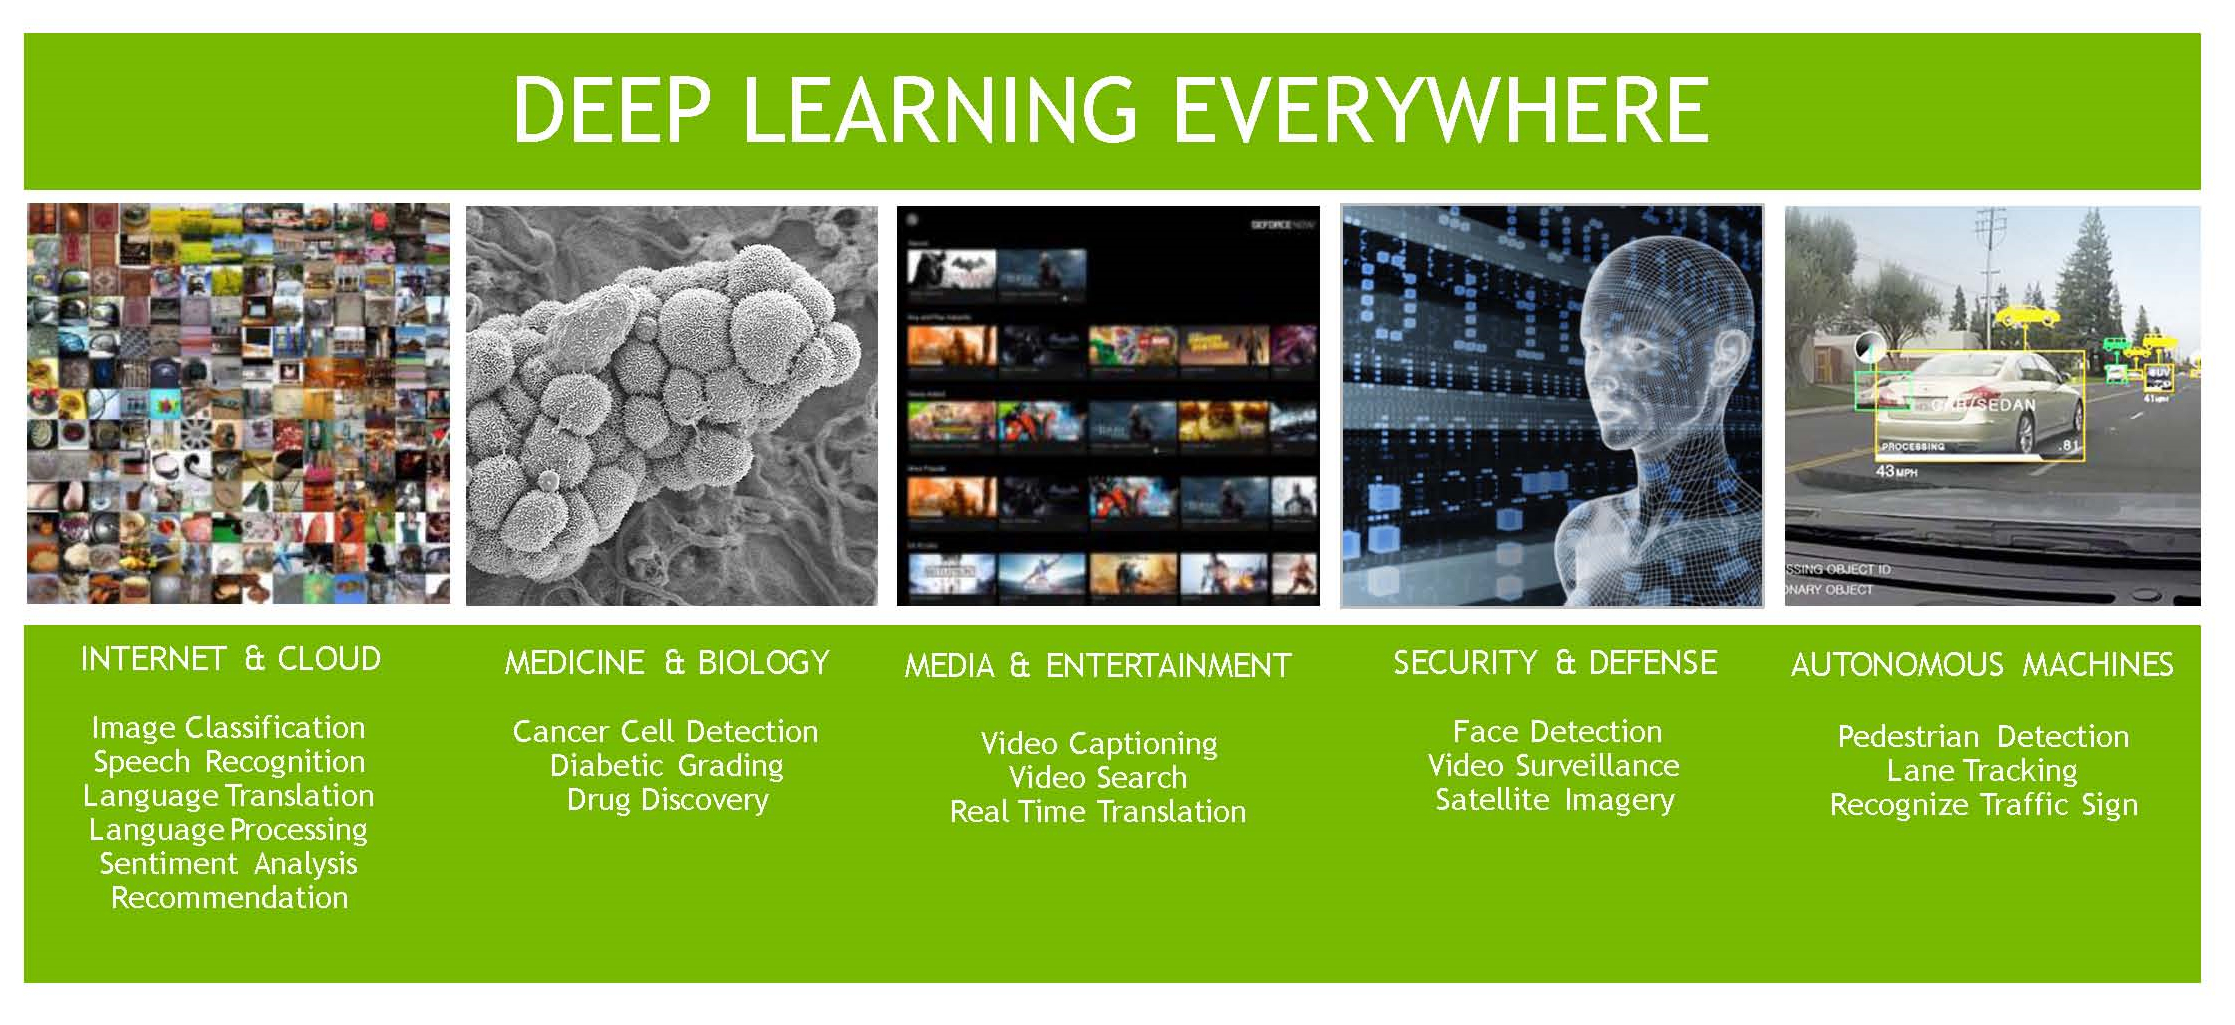 DEEP LEARNING EVERYWHERE
GEFORCE NOW
CAR/SEDAN
PROCESSING .81
43 MPH
SUV
41 MPH
SSING OBJECT ID
ONARY OBJECT
INTERNET & CLOUD
Image Classification
Speech Recognition
Language Translation
Language Processing
Sentiment Analysis
Recommendation
MEDICINE & BIOLOGY
Cancer Cell Detection
Diabetic Grading
Drug Discovery
MEDIA & ENTERTAINMENT
Video Captioning
Video Search
Real Time Translation
SECURITY & DEFENSE
Face Detection
Video Surveillance
Satellite Imagery
AUTONOMOUS MACHINES
Pedestrian Detection
Lane Tracking
Recognize Traffic Sign